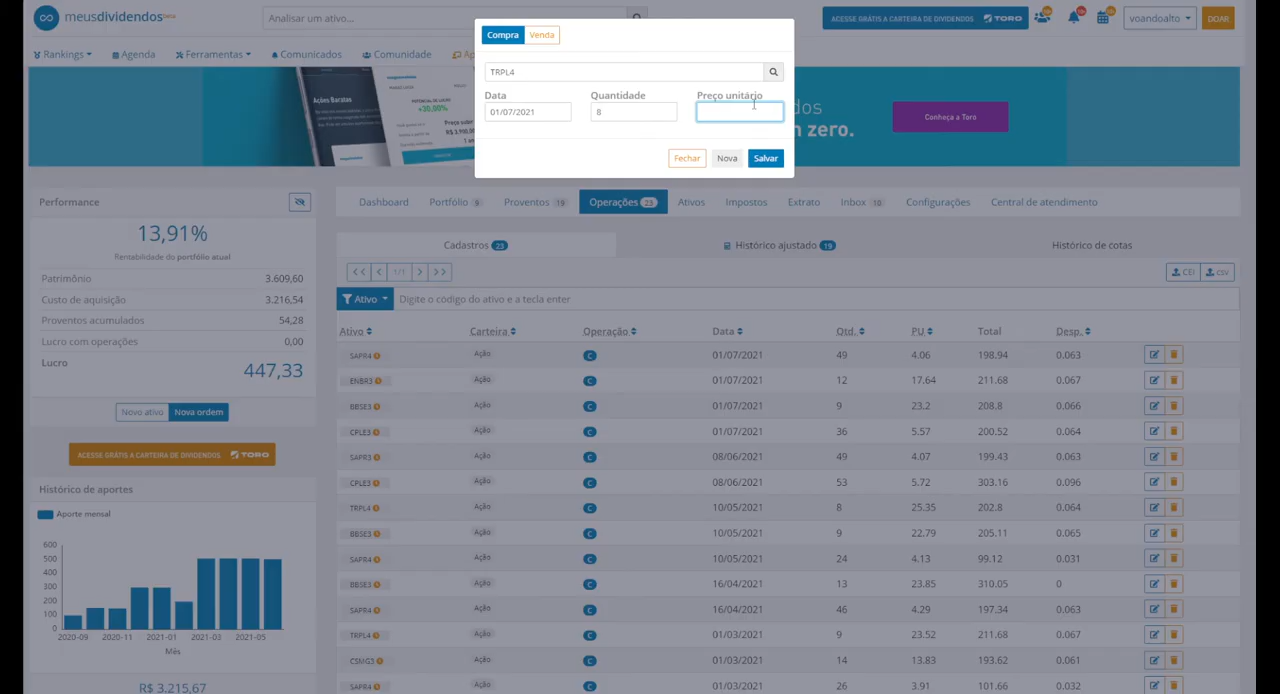 meusdividendos BETA
Analisar um ativo...
ACESSE GRÁTIS A CARTEIRA DE DIVIDENDOS TORO
voandoalto
DOAR
Rankings
Agenda
Ferramentas
Comunicados
Comunidade
Compra Venda
TRPL4
Data Quantidade Preço unitário
01/07/2021 8
Fechar Nova Salvar
Ações Baratas
POTENCIAL
+30,00%
dos
n zero.
Conheça a Toro
Performance
13,91%
Rentabilidade do portfólio atual
Patrimônio 3.609,60
Custo de aquisição 3.216,54
Proventos acumulados 54,28
Lucro com operações 0,00
Lucro 447,33
Novo ativo Nova ordem
ACESSE GRÁTIS A CARTEIRA DE DIVIDENDOS TORO
Histórico de aportes
Aporte mensal
600
500
400
300
200
100
0
2020-09 2020-11 2021-01 2021-03 2021-05
Mês
R$ 3.215,67
Dashboard Portfólio 9 Proventos 19 Operações 23 Ativos Impostos Extrato Inbox 10 Configurações Central de atendimento
Cadastros 23 Histórico ajustado 19 Histórico de cotas
<< < 1/1 > >> CEI CSV
Ativo Digite o código do ativo e a tecla enter
Ativo Carteira Operação Data Qtd. PU Total Desp.
SAPR4 Ação C 01/07/2021 49 4.06 198.94 0.063
ENBR3 Ação C 01/07/2021 12 17.64 211.68 0.067
BBSE3 Ação C 01/07/2021 9 23.2 208.8 0.066
CPLE3 Ação C 01/07/2021 36 5.57 200.52 0.064
SAPR3 Ação C 08/06/2021 49 4.07 199.43 0.063
CPLE3 Ação C 08/06/2021 53 5.72 303.16 0.096
TRPL4 Ação C 10/05/2021 8 25.35 202.8 0.064
BBSE3 Ação C 10/05/2021 9 22.79 205.11 0.065
SAPR4 Ação C 10/05/2021 24 4.13 99.12 0.031
BBSE3 Ação C 16/04/2021 13 23.85 310.05 0
SAPR4 Ação C 16/04/2021 46 4.29 197.34 0.063
TRPL4 Ação C 01/03/2021 9 23.52 211.68 0.067
CSMG3 Ação C 01/03/2021 14 13.83 193.62 0.061
SAPR4 Ação C 01/03/2021 26 3.91 101.66 0.032